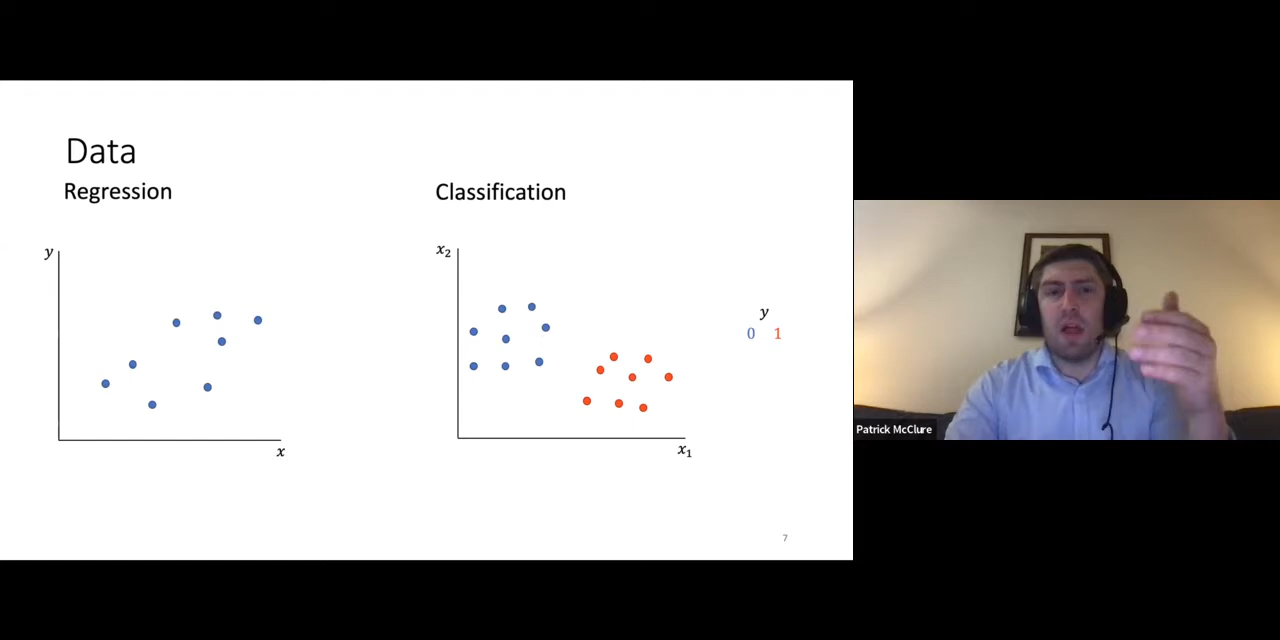 Data
Regression
Classification
y
x
x₂
x₁
y
0 1
7
Patrick McClure